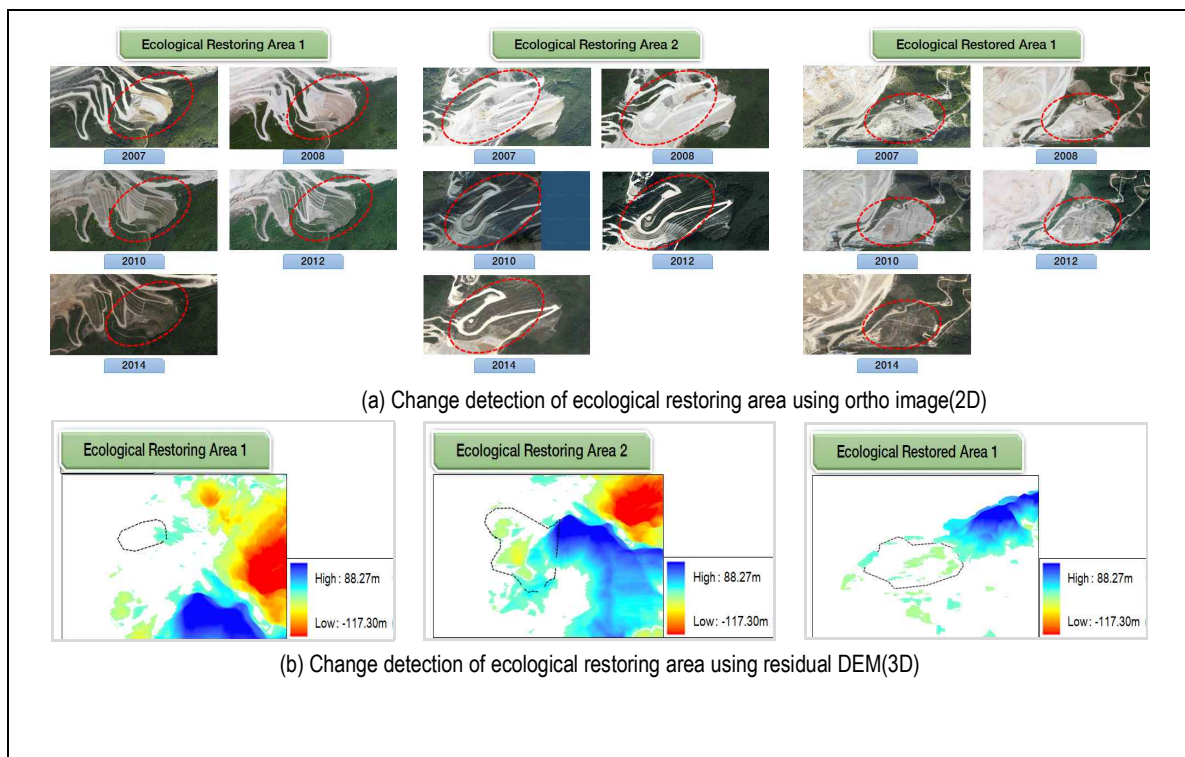 Ecological Restoring Area 1
Ecological Restoring Area 2
Ecological Restored Area 1
2007
2008
2007
2008
2007
2008
2010
2012
2010
2012
2010
2012
2014
2014
2014
(a) Change detection of ecological restoring area using ortho image(2D)
Ecological Restoring Area 1
Ecological Restoring Area 2
Ecological Restored Area 1
High : 88.27m
Low : -117.30m
High : 88.27m
Low : -117.30m
High : 88.27m
Low : -117.30m
(b) Change detection of ecological restoring area using residual DEM(3D)